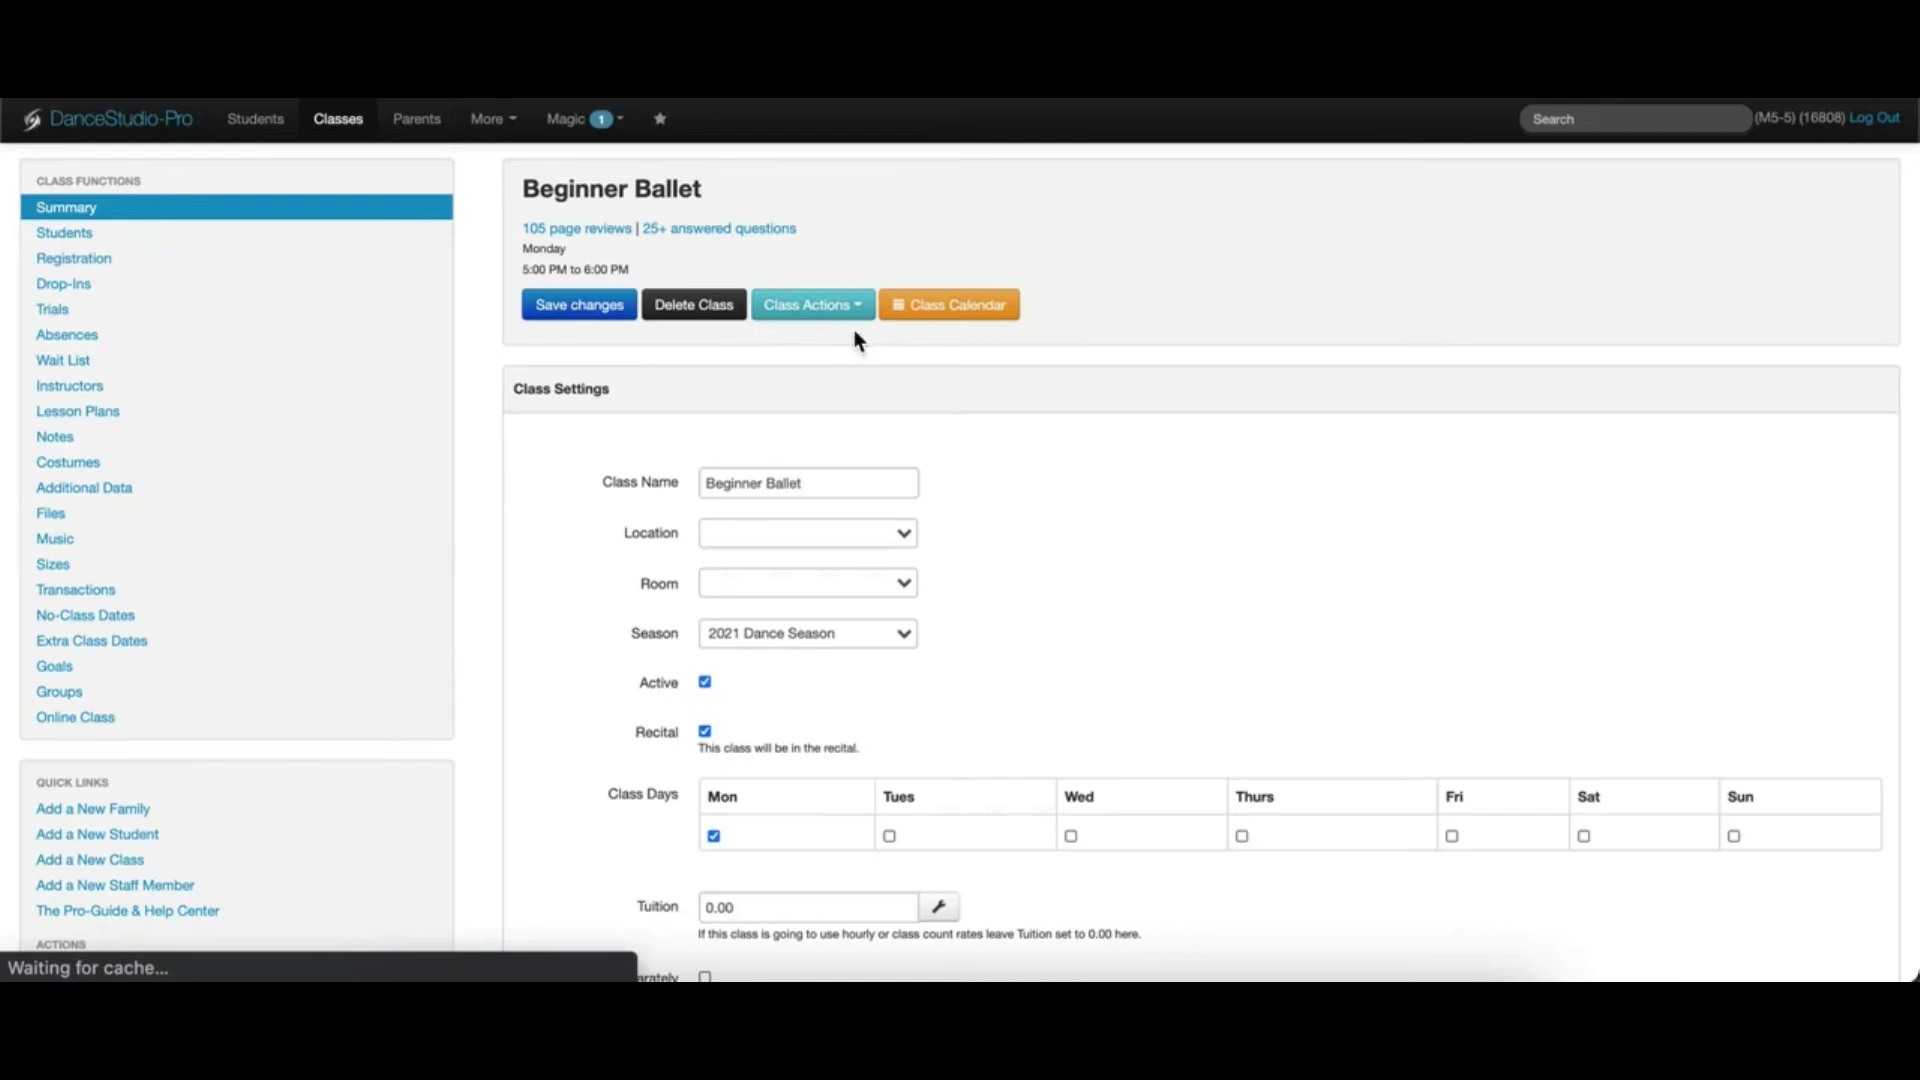 DanceStudio-Pro Students Classes Parents More Magic 1 Search (M5-5) (16808) Log Out
CLASS FUNCTIONS
Summary
Students
Registration
Drop-Ins
Trials
Absences
Wait List
Instructors
Lesson Plans
Notes
Costumes
Additional Data
Files
Music
Sizes
Transactions
No-Class Dates
Extra Class Dates
Goals
Groups
Online Class
QUICK LINKS
Add a New Family
Add a New Student
Add a New Class
Add a New Staff Member
The Pro-Guide & Help Center
ACTIONS
Waiting for cache...
Beginner Ballet
105 page reviews | 25+ answered questions
Monday
5:00 PM to 6:00 PM
Save changes Delete Class Class Actions Class Calendar
Class Settings
Class Name Beginner Ballet
Location
Room
Season 2021 Dance Season
Active
Recital
This class will be in the recital.
Class Days Mon Tues Wed Thurs Fri Sat Sun
Tuition 0.00
If this class is going to use hourly or class count rates leave Tuition set to 0.00 here.